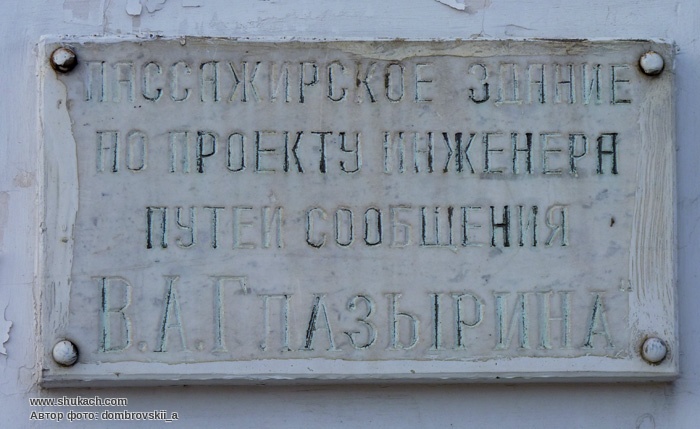 ПАССАЖИРСКОЕ ЗДАНИЕ
ПО ПРОЕКТУ ИНЖЕНЕРА
ПУТЕЙ СООБЩЕНИЯ
В.А.ГЛАЗЫРИНА
www.shukach.com
Автор фото: dombrovskii_a